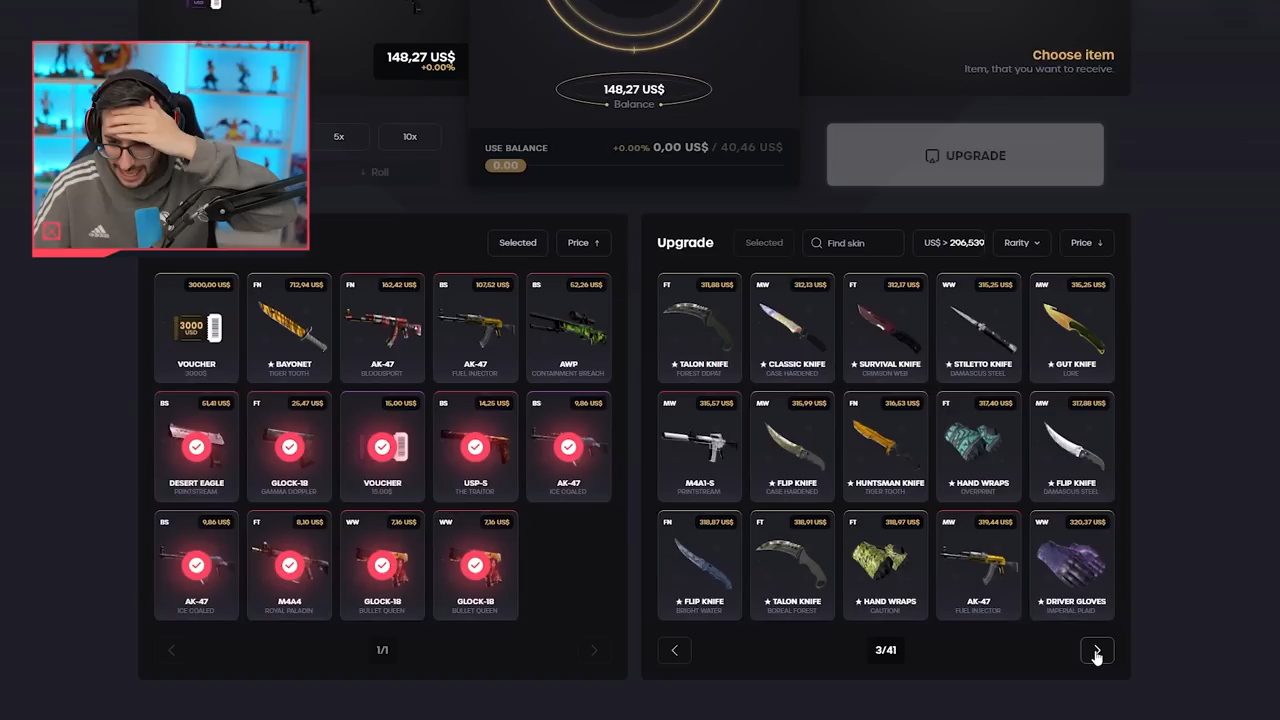 148,27 US$
+0.00%
148,27 US$
Balance
Choose item
Item, that you want to receive.
5x
10x
Roll
USE BALANCE
+0.00% 0,00 US$ / 40,46 US$
0.00
UPGRADE
adidas
Selected
Price
Upgrade
Selected
Find skin
US$ > 296,539
Rarity
Price
3000,00 US$
3000
USD
VOUCHER
3000$
FN
712,94 US$
★ BAYONET
TIGER TOOTH
FN
162,42 US$
AK-47
BLOODSPORT
BS
107,52 US$
AK-47
FUEL INJECTOR
BS
52,26 US$
AWP
CONTAINMENT BREACH
BS
51,41 US$
DESERT EAGLE
PRINTSTREAM
FT
25,47 US$
GLOCK-18
GAMMA DOPPLER
15,00 US$
VOUCHER
15.00$
BS
14,25 US$
USP-S
THE TRAITOR
BS
9,86 US$
AK-47
ICE COALED
BS
9,86 US$
AK-47
ICE COALED
FT
8,10 US$
M4A4
ROYAL PALADIN
WW
7,16 US$
GLOCK-18
BULLET QUEEN
WW
7,16 US$
GLOCK-18
BULLET QUEEN
1/1
FT
311,88 US$
★ TALON KNIFE
FOREST DDPAT
MW
312,13 US$
★ CLASSIC KNIFE
CASE HARDENED
FT
312,17 US$
★ SURVIVAL KNIFE
CRIMSON WEB
WW
315,25 US$
★ STILETTO KNIFE
DAMASCUS STEEL
MW
315,25 US$
★ GUT KNIFE
LORE
MW
315,57 US$
M4A1-S
PRINTSTREAM
MW
315,99 US$
★ FLIP KNIFE
CASE HARDENED
FN
316,53 US$
★ HUNTSMAN KNIFE
TIGER TOOTH
FT
317,40 US$
★ HAND WRAPS
OVERPRINT
MW
317,88 US$
★ FLIP KNIFE
DAMASCUS STEEL
FN
318,87 US$
★ FLIP KNIFE
BRIGHT WATER
FT
318,91 US$
★ TALON KNIFE
BOREAL FOREST
FT
318,97 US$
★ HAND WRAPS
CAUTION!
MW
319,44 US$
AK-47
FUEL INJECTOR
WW
320,37 US$
★ DRIVER GLOVES
IMPERIAL PLAID
3/41